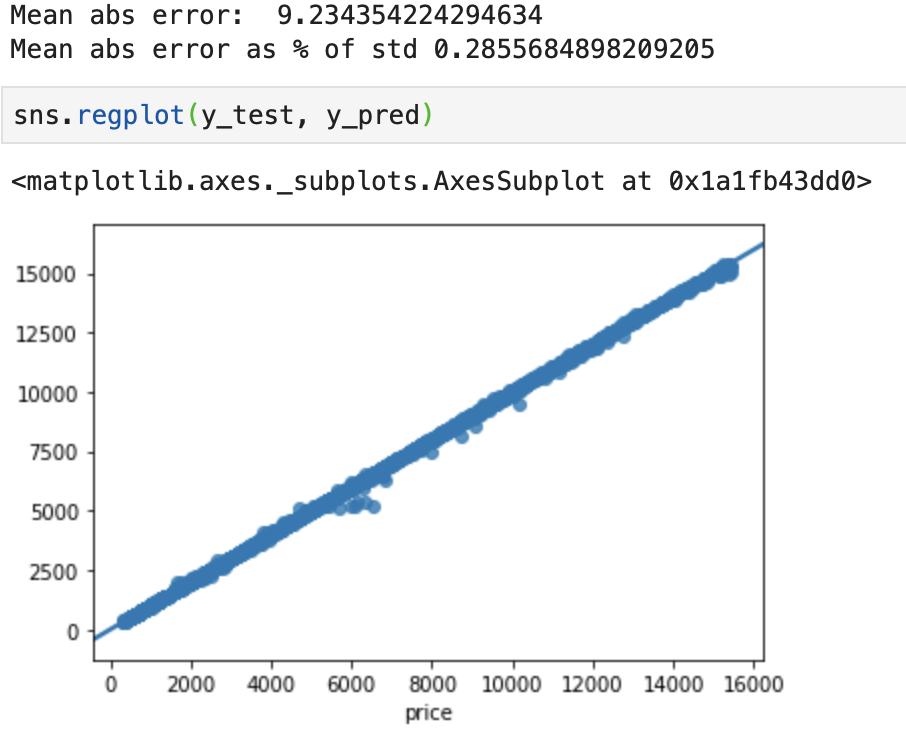 Mean abs error:  9.234354224294634
Mean abs error as % of std 0.2855684898209205
sns.regplot(y_test, y_pred)
<matplotlib.axes._subplots.AxesSubplot at 0x1a1fb43dd0>
15000
12500
10000
7500
5000
2500
0
0 2000 4000 6000 8000 10000 12000 14000 16000
price